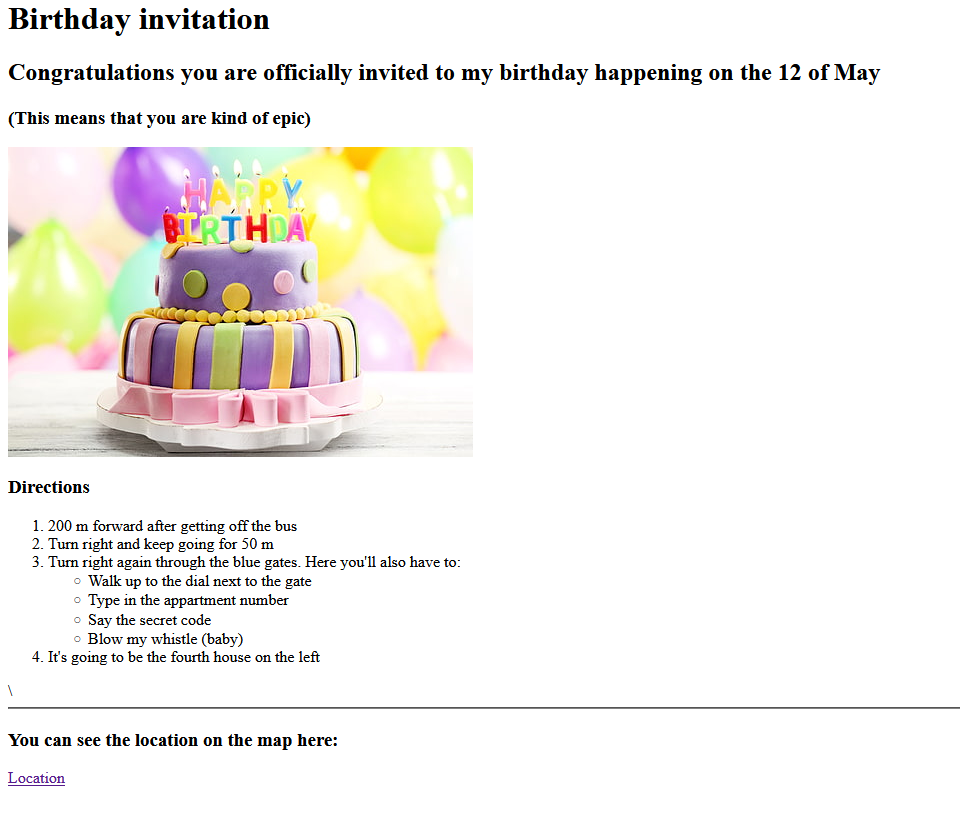 Birthday invitation
Congratulations you are officially invited to my birthday happening on the 12 of May
(This means that you are kind of epic)
HAPPY
BIRTHDAY
Directions
1. 200 m forward after getting off the bus
2. Turn right and keep going for 50 m
3. Turn right again through the blue gates. Here you'll also have to:
○ Walk up to the dial next to the gate
○ Type in the appartment number
○ Say the secret code
○ Blow my whistle (baby)
4. It's going to be the fourth house on the left
\
You can see the location on the map here:
Location